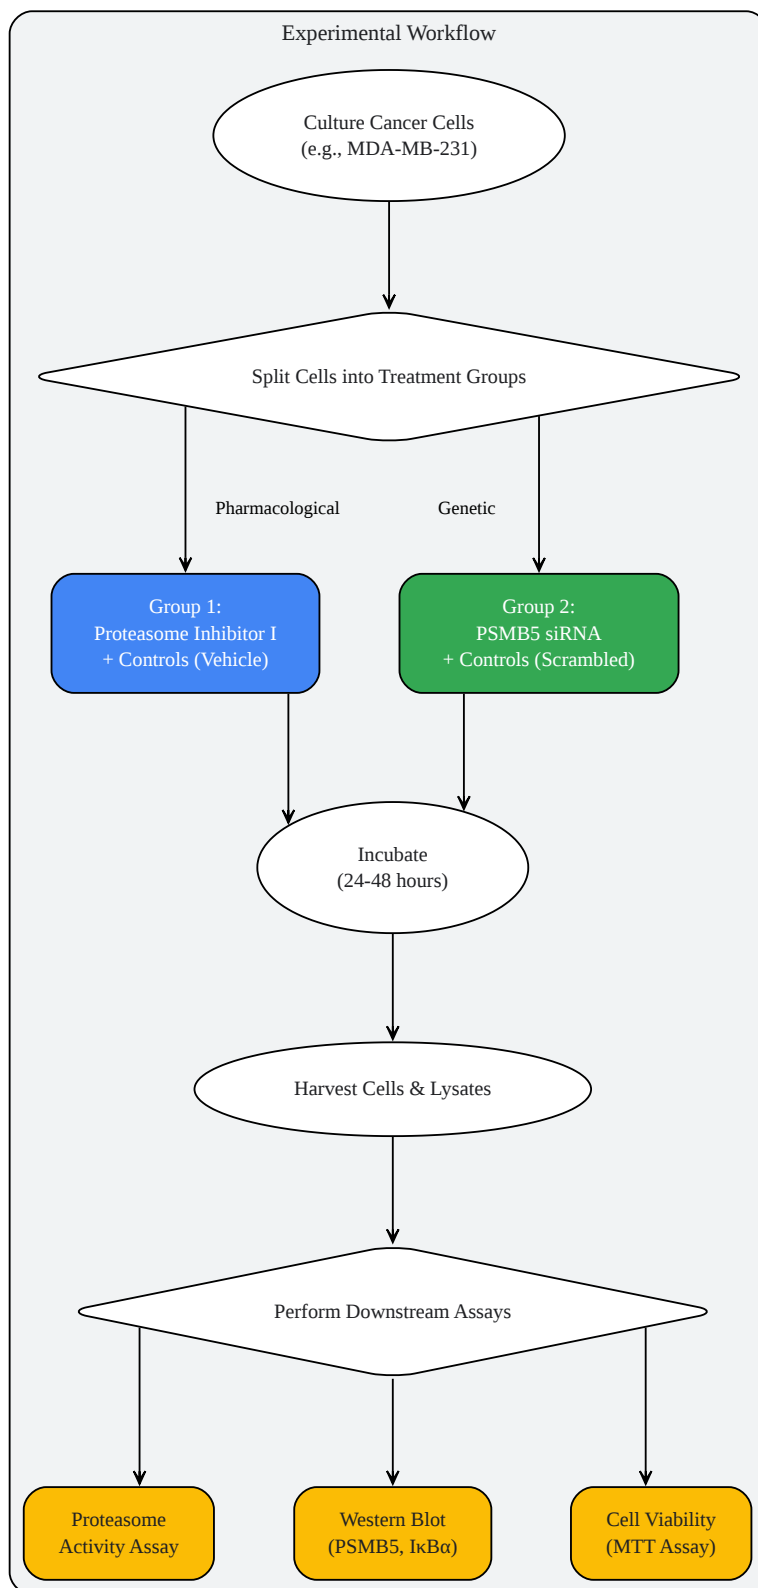 Experimental Workflow
Culture Cancer Cells
(e.g., MDA-MB-231)
Split Cells into Treatment Groups
Pharmacological
Genetic
Group 1:
Proteasome Inhibitor I
+ Controls (Vehicle)
Group 2:
PSMB5 siRNA
+ Controls (Scrambled)
Incubate
(24-48 hours)
Harvest Cells & Lysates
Perform Downstream Assays
Proteasome
Activity Assay
Western Blot
(PSMB5, IκBα)
Cell Viability
(MTT Assay)